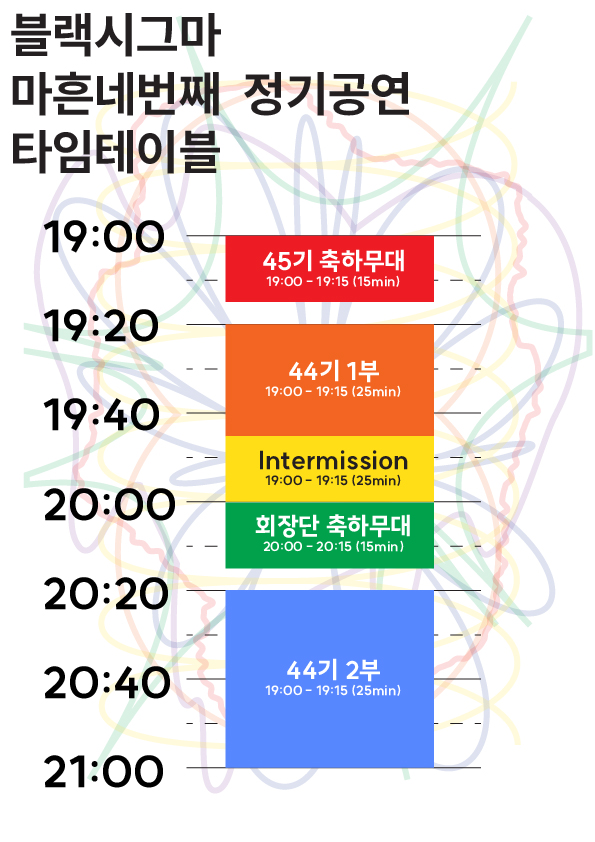 블랙시그마
마흔네번째 정기공연
타임테이블
19:00
45기 축하무대
19:00 - 19:15 (15min)
19:20
44기 1부
19:00 - 19:15 (25min)
19:40
Intermission
19:00 - 19:15 (25min)
20:00
회장단 축하무대
20:00 - 20:15 (15min)
20:20
44기 2부
19:00 - 19:15 (25min)
20:40
21:00